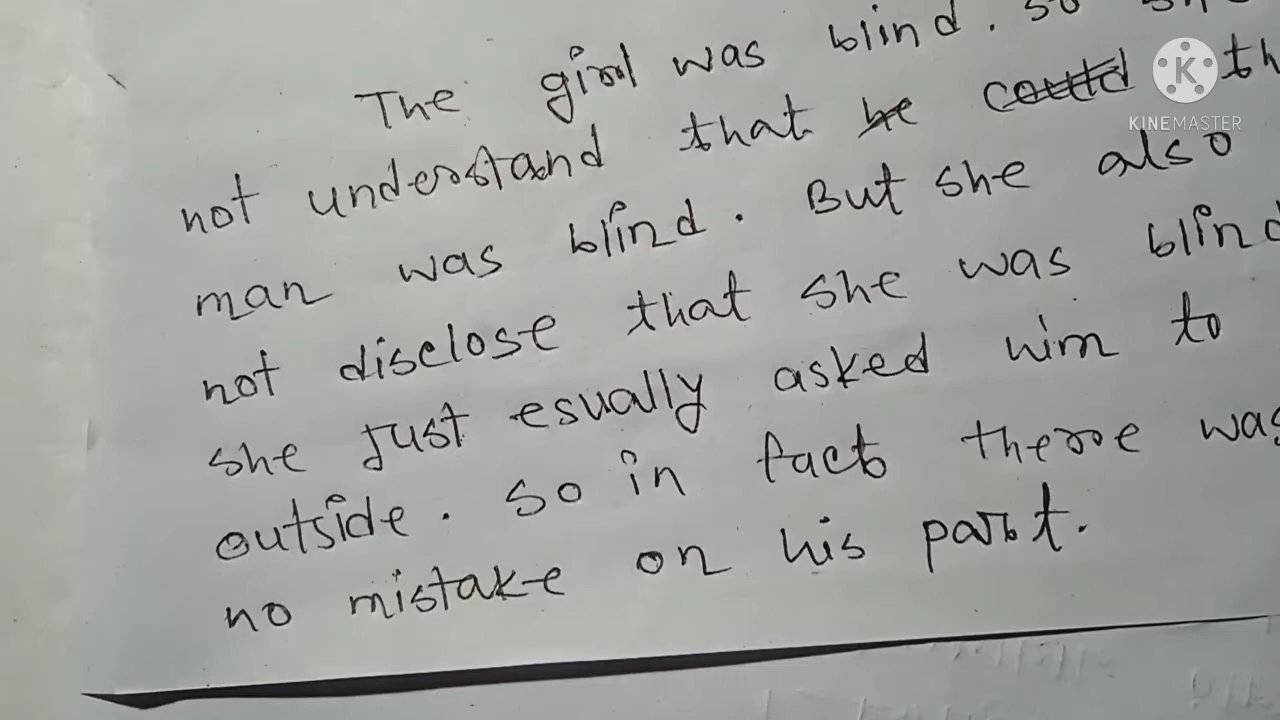 The girl was blind. so
not understand that he could
man was blind. But she also
not disclose that she was blind
she just esually asked him to
outside. so in fact there was
no mistake on his part.
K
KINEMASTER